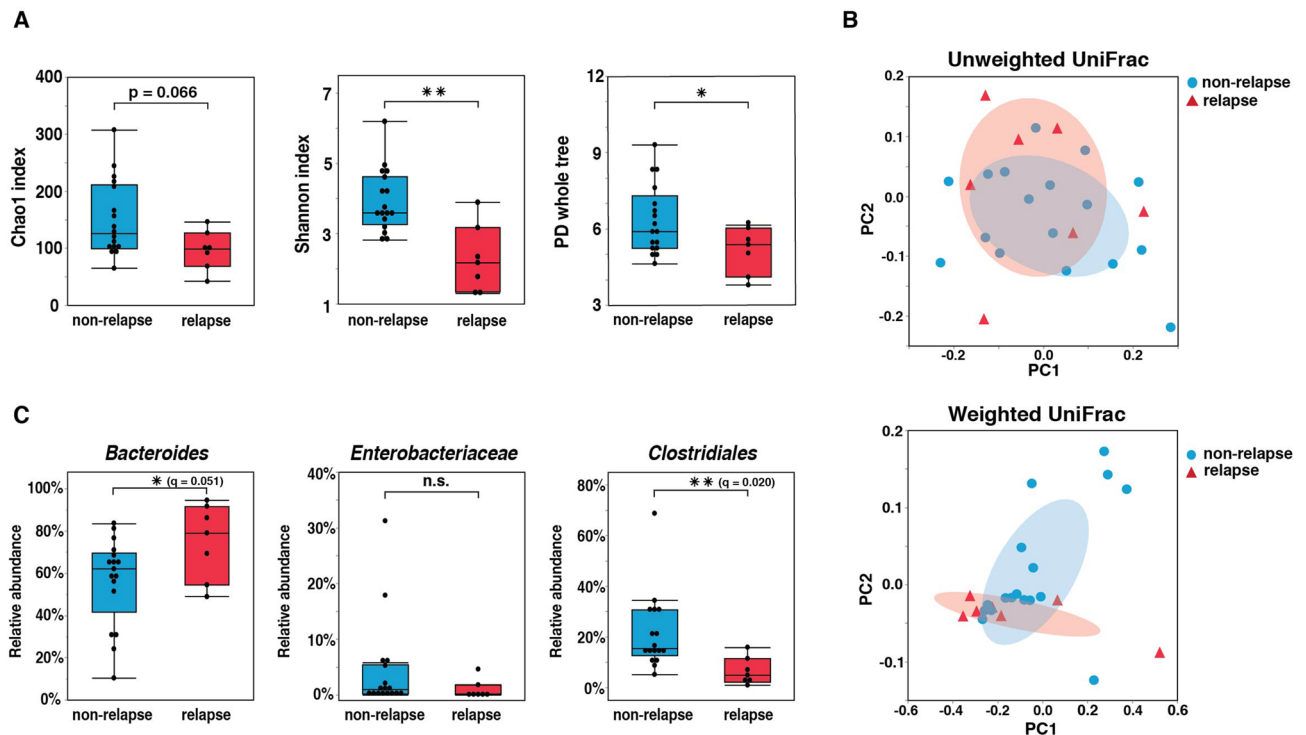 A
400
300
200
100
0
Chao1 index
p = 0.066
non-relapse relapse
7
5
3
1
Shannon index
**
non-relapse relapse
12
9
6
3
PD whole tree
*
non-relapse relapse
B
Unweighted UniFrac
0.2
0.1
0.0
-0.1
-0.2
PC2
-0.2 0.0 0.2
PC1
non-relapse
relapse
C
Bacteroides
100%
80%
60%
40%
20%
0%
Relative abundance
* (q = 0.051)
non-relapse relapse
Enterobacteriaceae
40%
30%
20%
10%
0%
Relative abundance
n.s.
non-relapse relapse
Clostridiales
80%
60%
40%
20%
0%
Relative abundance
** (q = 0.020)
non-relapse relapse
Weighted UniFrac
0.2
0.1
0.0
-0.1
PC2
-0.6 -0.4 -0.2 0.0 0.2 0.4 0.6
PC1
non-relapse
relapse